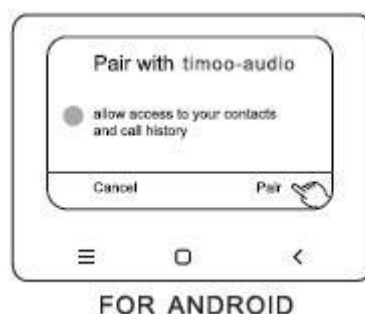 Pair with timoo-audio
allow access to your contacts
and call history
Cancel Pair
FOR ANDROID